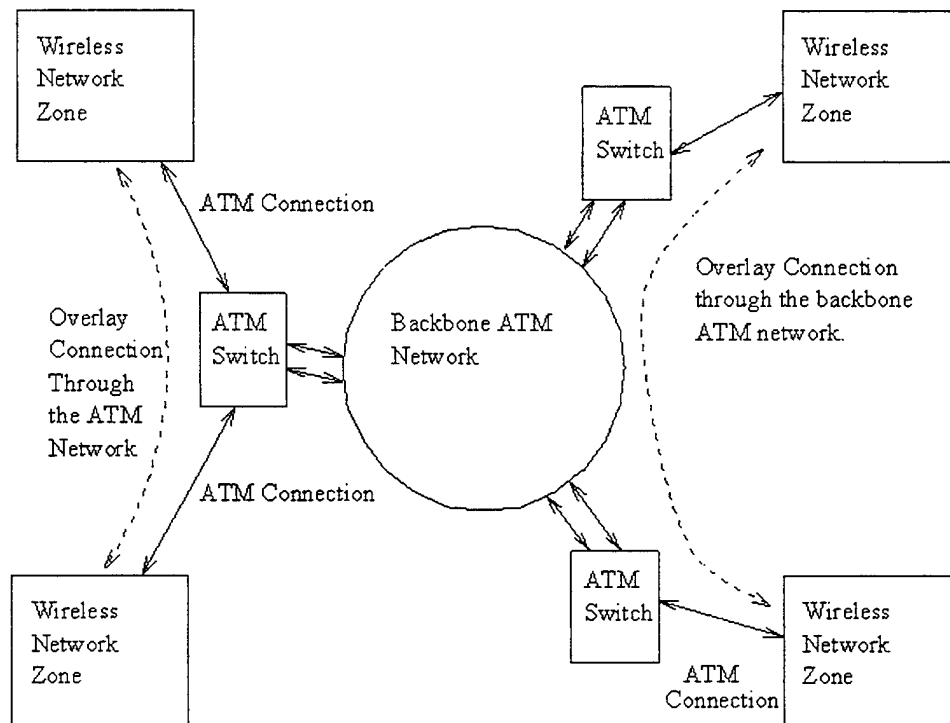 Wireless
Network
Zone
Wireless
Network
Zone
ATM
Switch
ATM Connection
Overlay Connection
through the backbone
ATM network.
Overlay
Connection
Through
the ATM
Network
ATM
Switch
Backbone ATM
Network
ATM Connection
ATM
Switch
Wireless
Network
Zone
Wireless
Network
Zone
ATM
Connection